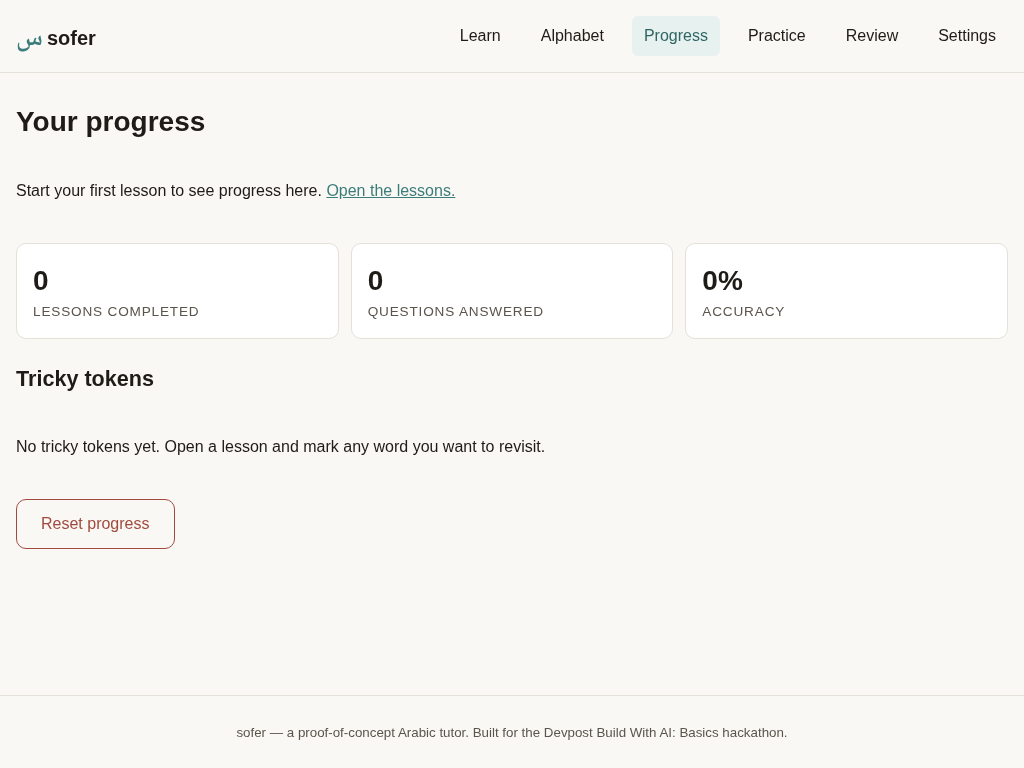 س sofer
Learn Alphabet Progress Practice Review Settings
Your progress
Start your first lesson to see progress here. Open the lessons.
0
LESSONS COMPLETED
0
QUESTIONS ANSWERED
0%
ACCURACY
Tricky tokens
No tricky tokens yet. Open a lesson and mark any word you want to revisit.
Reset progress
sofer — a proof-of-concept Arabic tutor. Built for the Devpost Build With AI: Basics hackathon.